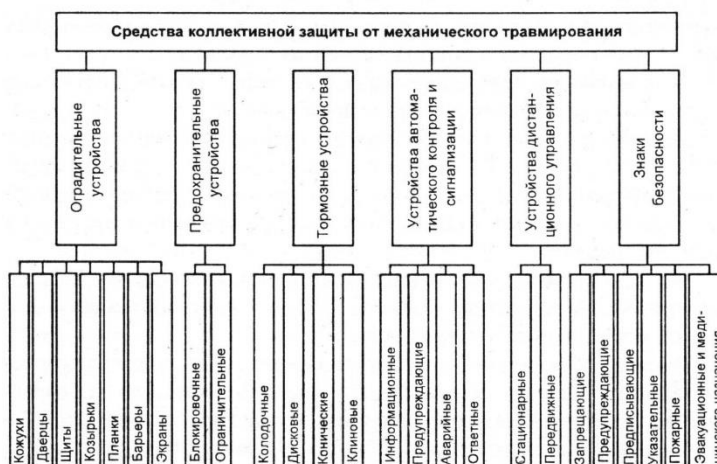 Средства коллективной защиты от механического травмирования
Оградительные
устройства
Предохранительные
устройства
Тормозные устройства
Устройства автома-
тического контроля и
сигнализации
Устройства дистан-
ционного управления
Знаки
безопасности
Кожухи
Дверцы
Щиты
Козырьки
Планки
Барьеры
Экраны
Блокировочные
Ограничительные
Колодочные
Дисковые
Конические
Клиновые
Информационные
Предупреждающие
Аварийные
Ответные
Стационарные
Передвижные
Запрещающие
Предупреждающие
Предписывающие
Указательные
Пожарные
Эвакуационные и меди-